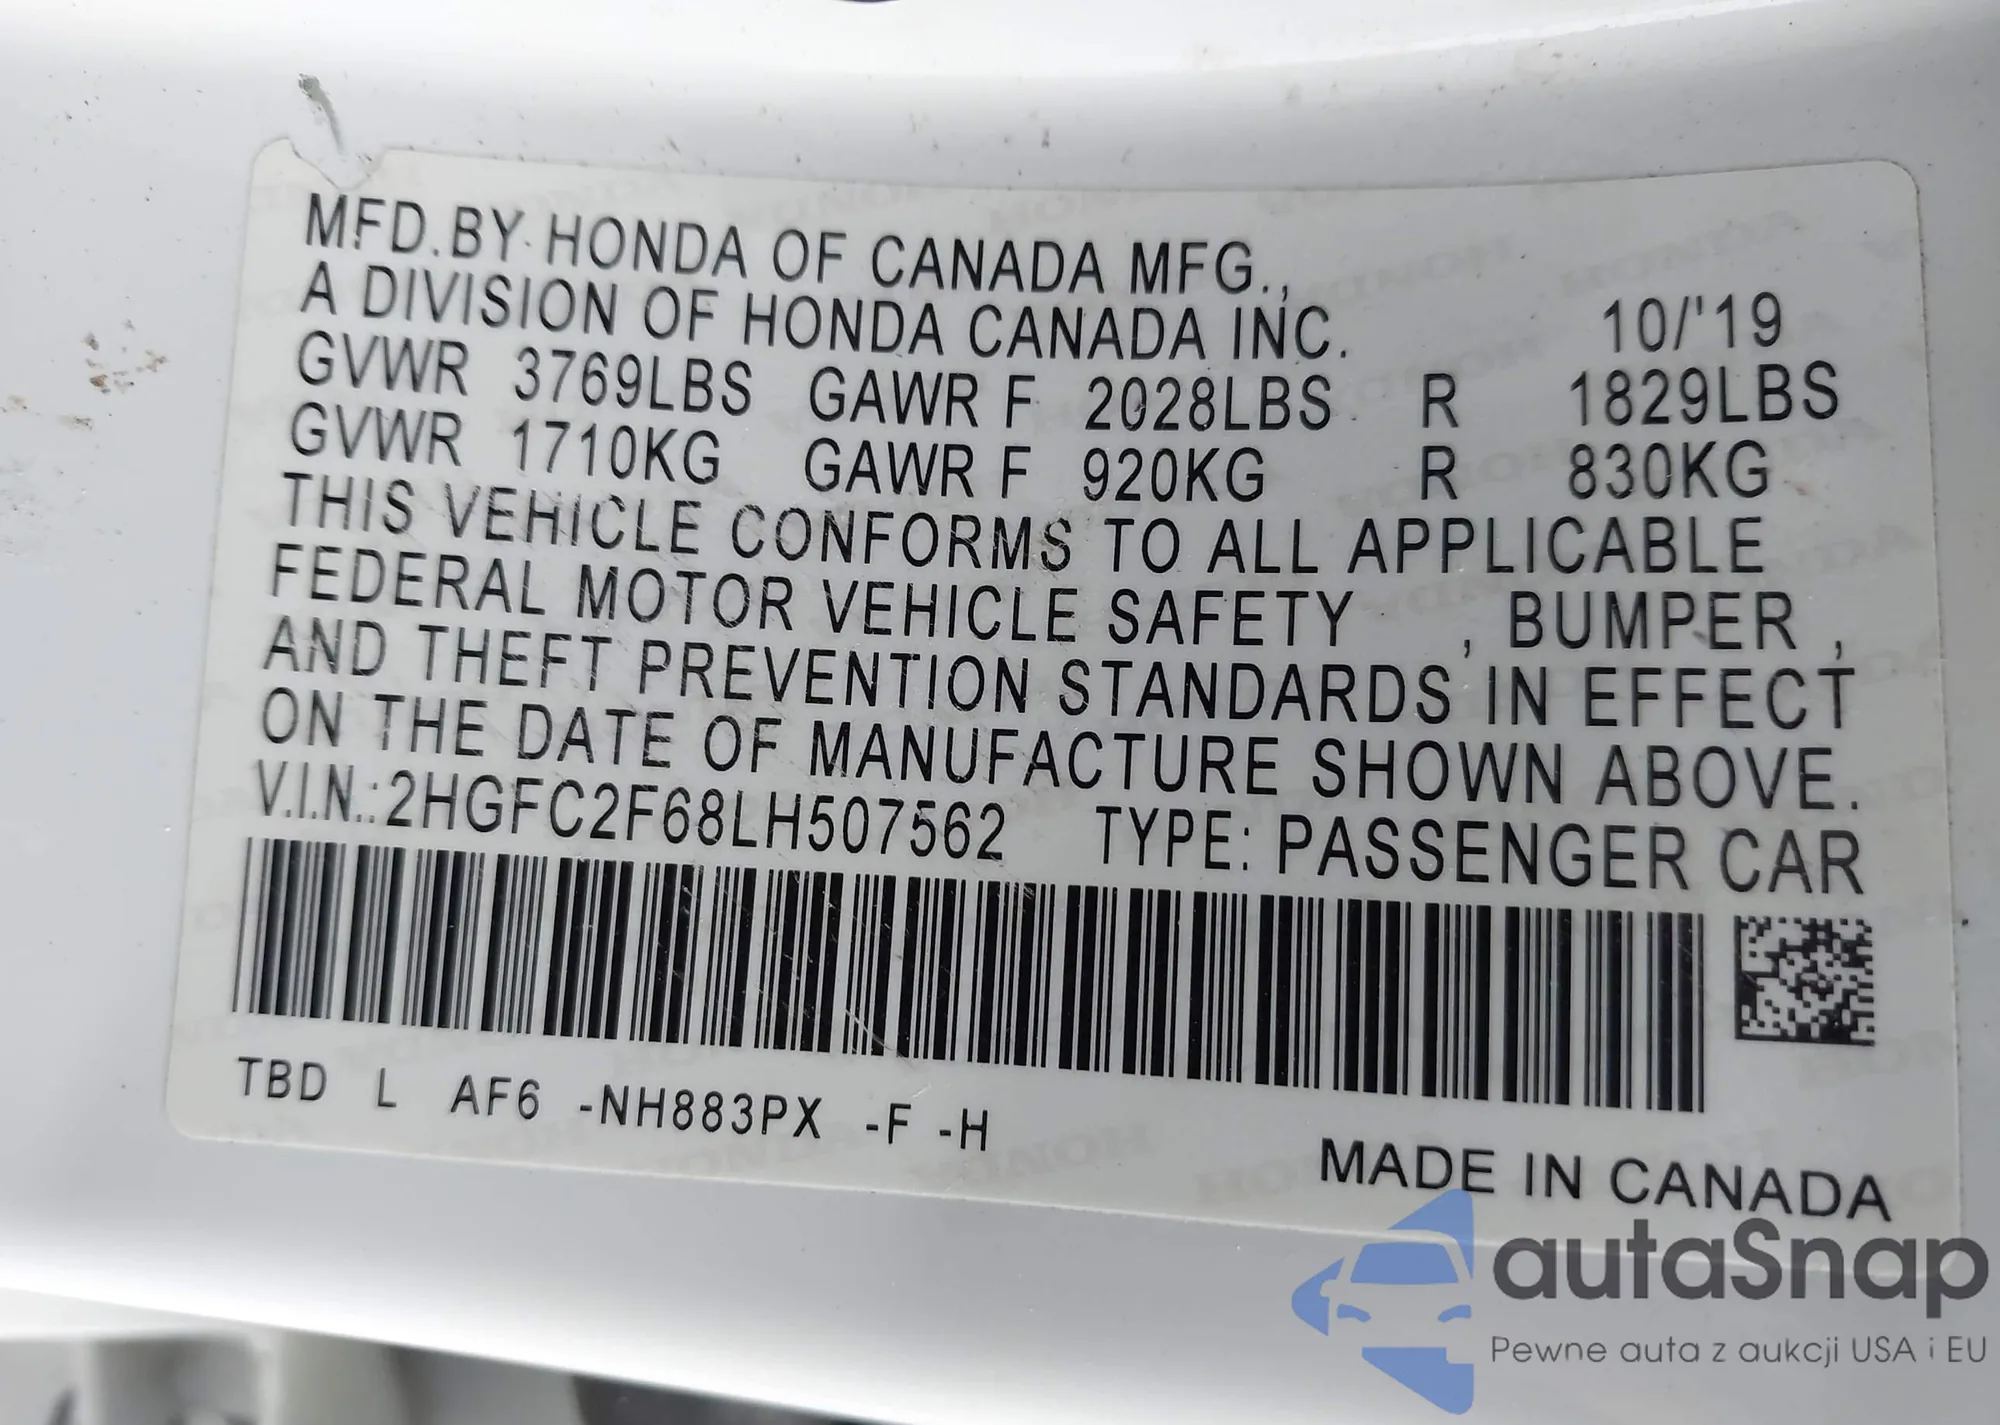 MFD.BY HONDA OF CANADA MFG.,
A DIVISION OF HONDA CANADA INC. 10/'19
GVWR 3769LBS GAWR F 2028LBS R 1829LBS
GVWR 1710KG GAWR F 920KG R 830KG
THIS VEHICLE CONFORMS TO ALL APPLICABLE
FEDERAL MOTOR VEHICLE SAFETY , BUMPER ,
AND THEFT PREVENTION STANDARDS IN EFFECT
ON THE DATE OF MANUFACTURE SHOWN ABOVE.
V.I.N.:2HGFC2F68LH507562 TYPE: PASSENGER CAR
TBD L AF6 -NH883PX -F -H
MADE IN CANADA
autaSnap
Pewne auta z aukcji USA i EU